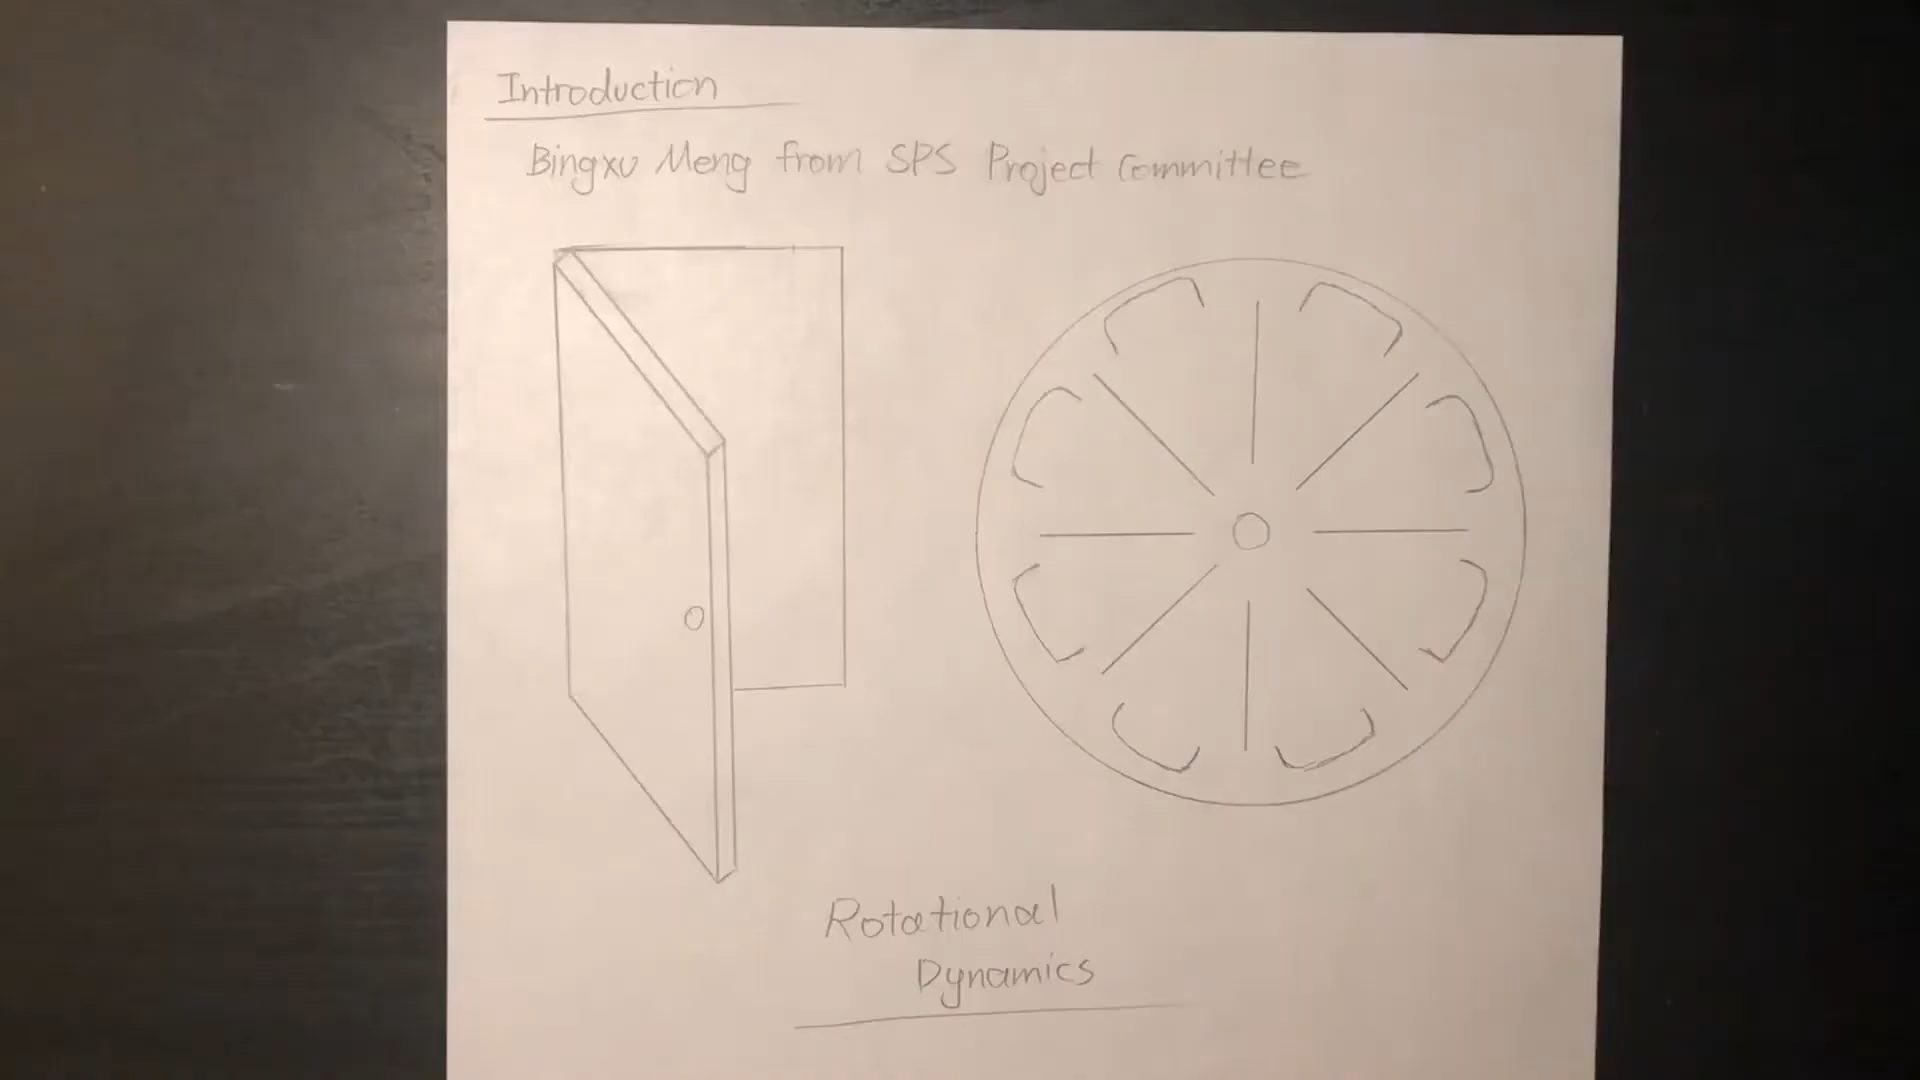 Introduction
Bingxu Meng from SPS Project Committee
Rotational
Dynamics